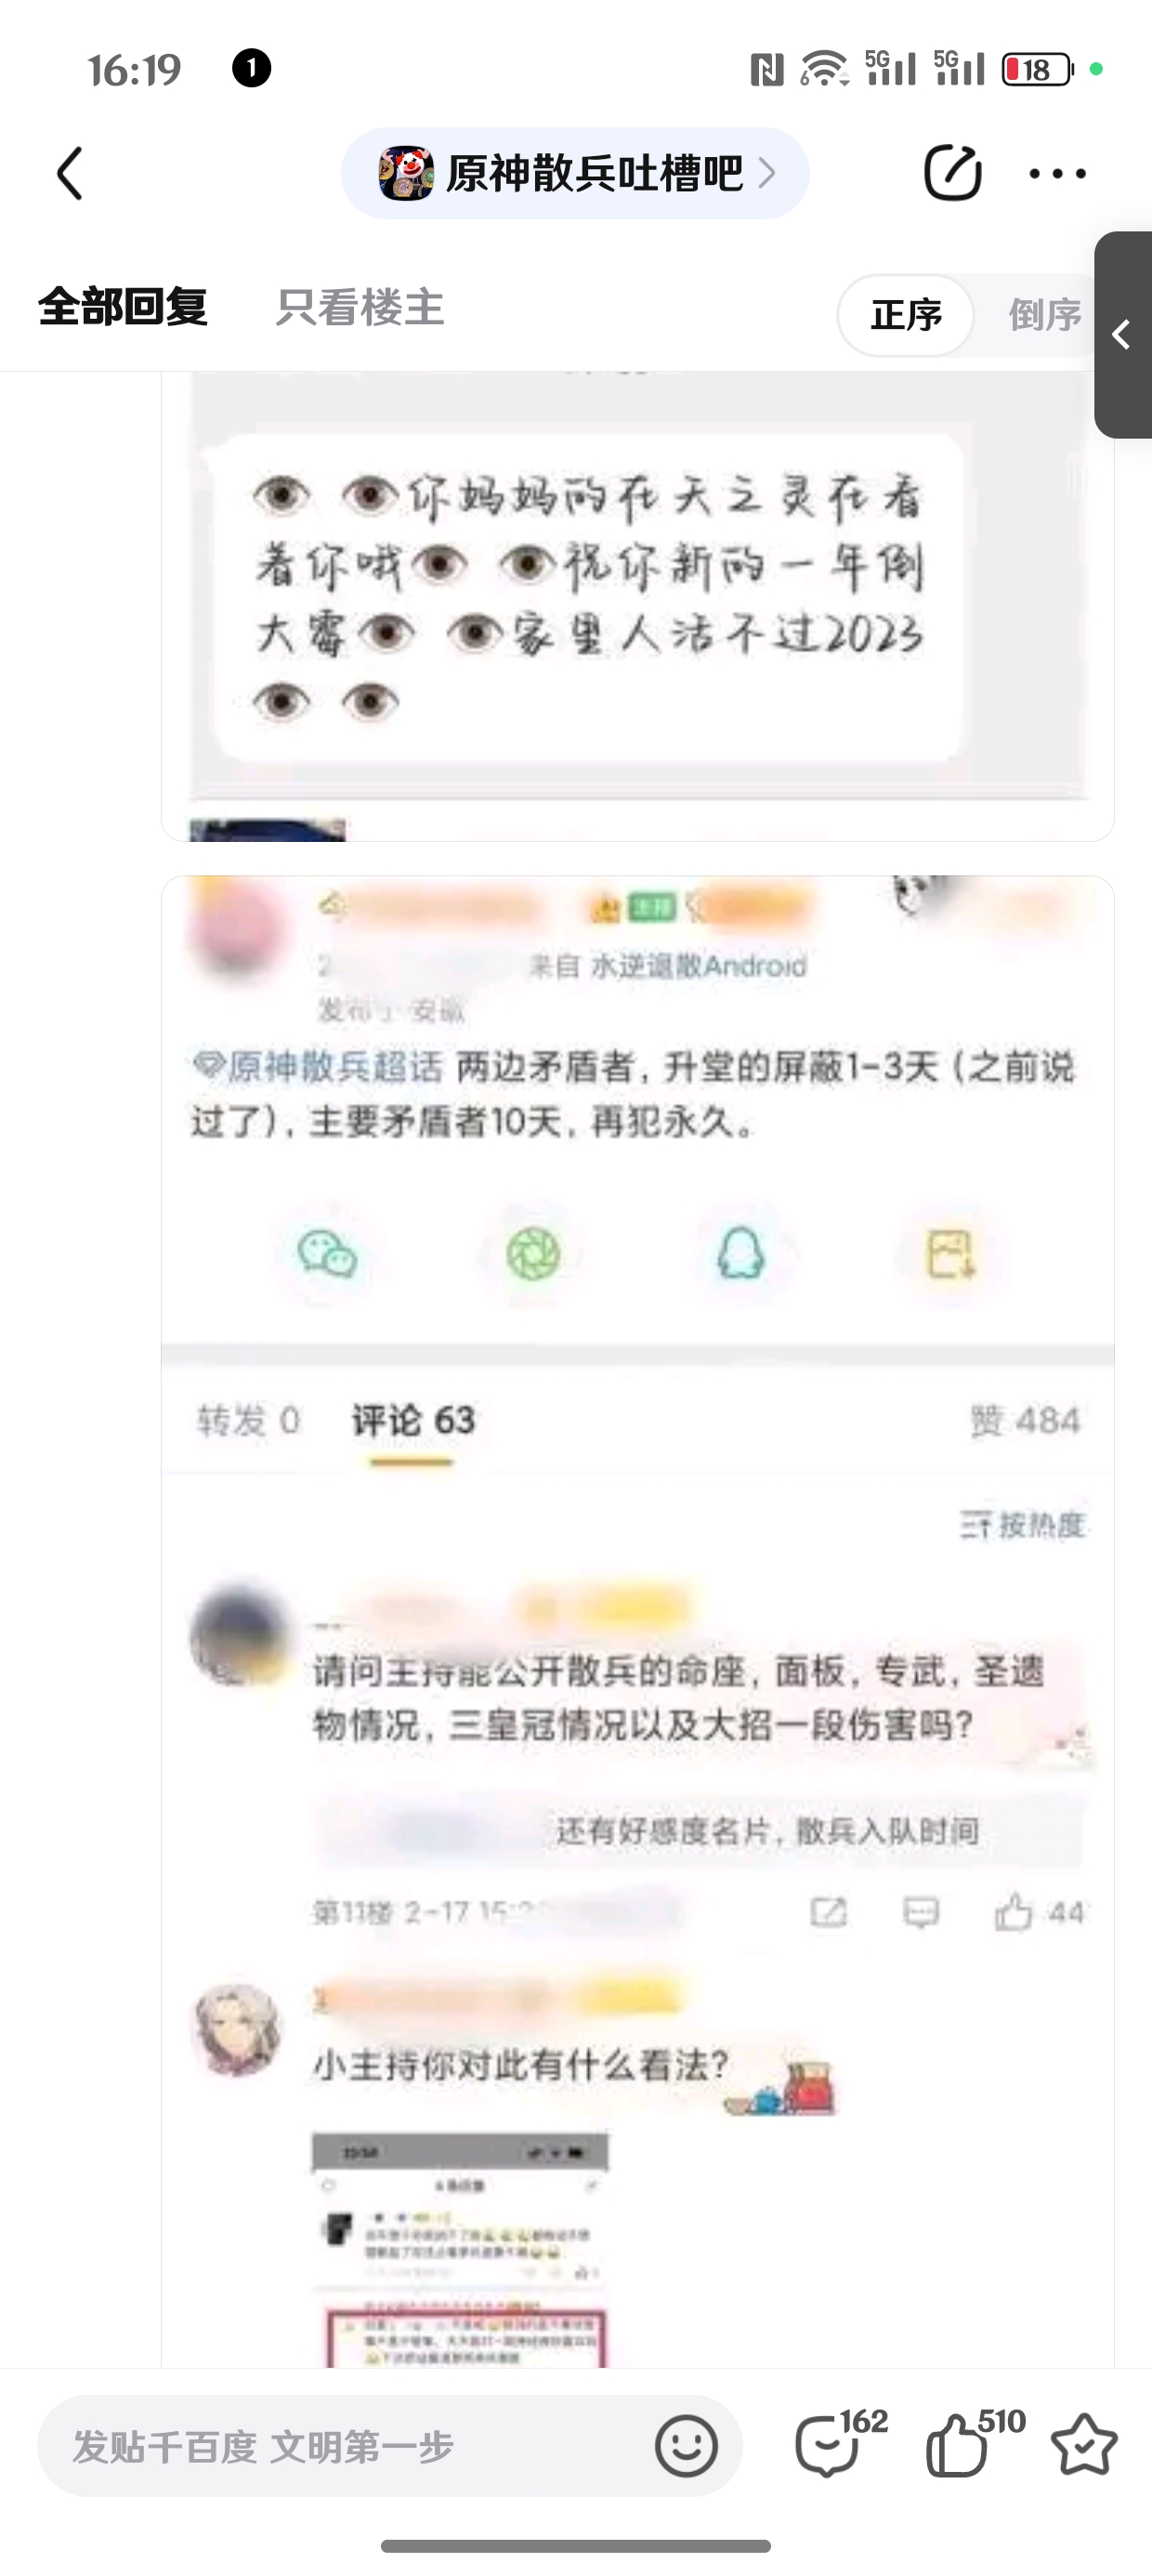 16:19
1
6
5G
5G
18
原神散兵吐槽吧
全部回复
只看楼主
正序
倒序
你妈妈的在天之灵在看
着你哦
祝你新的一年倒
大霉
家里人活不过2023
来自 水逆退散Android
发布于 安徽
原神散兵超话 两边矛盾者，升堂的屏蔽1-3天（之前说
过了），主要矛盾者10天，再犯永久。
转发 0
评论 63
赞 484
按热度
请问主持能公开散兵的命座，面板，专武，圣遗
物情况，三皇冠情况以及大招一段伤害吗？
还有好感度名片，散兵入队时间
第11楼 2-17
44
小主持你对此有什么看法？
发贴千百度 文明第一步
162
510